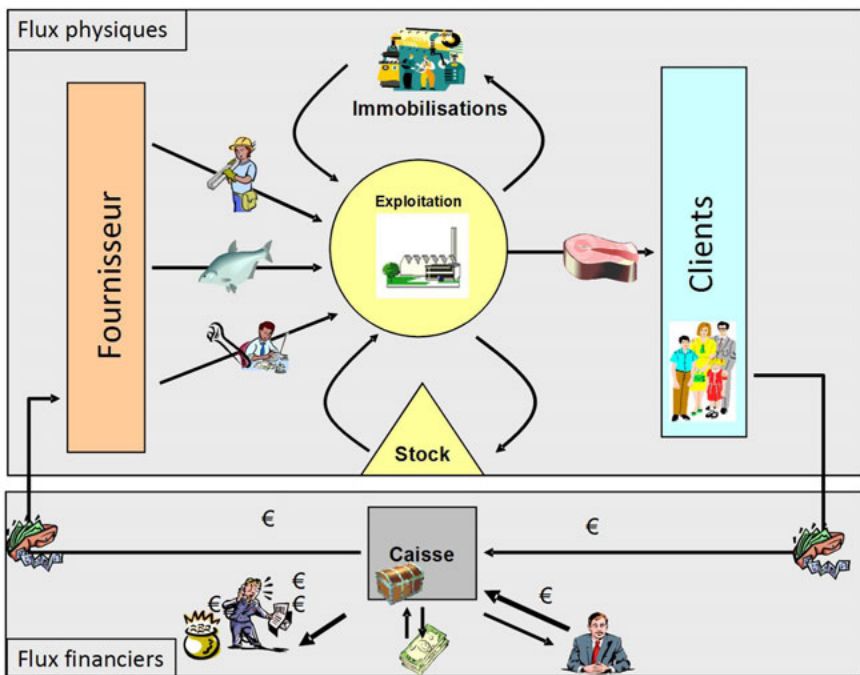 Flux physiques
Immobilisations
Exploitation
Fournisseur
Clients
Stock
€
€
Caisse
€
€
€
€
Flux financiers